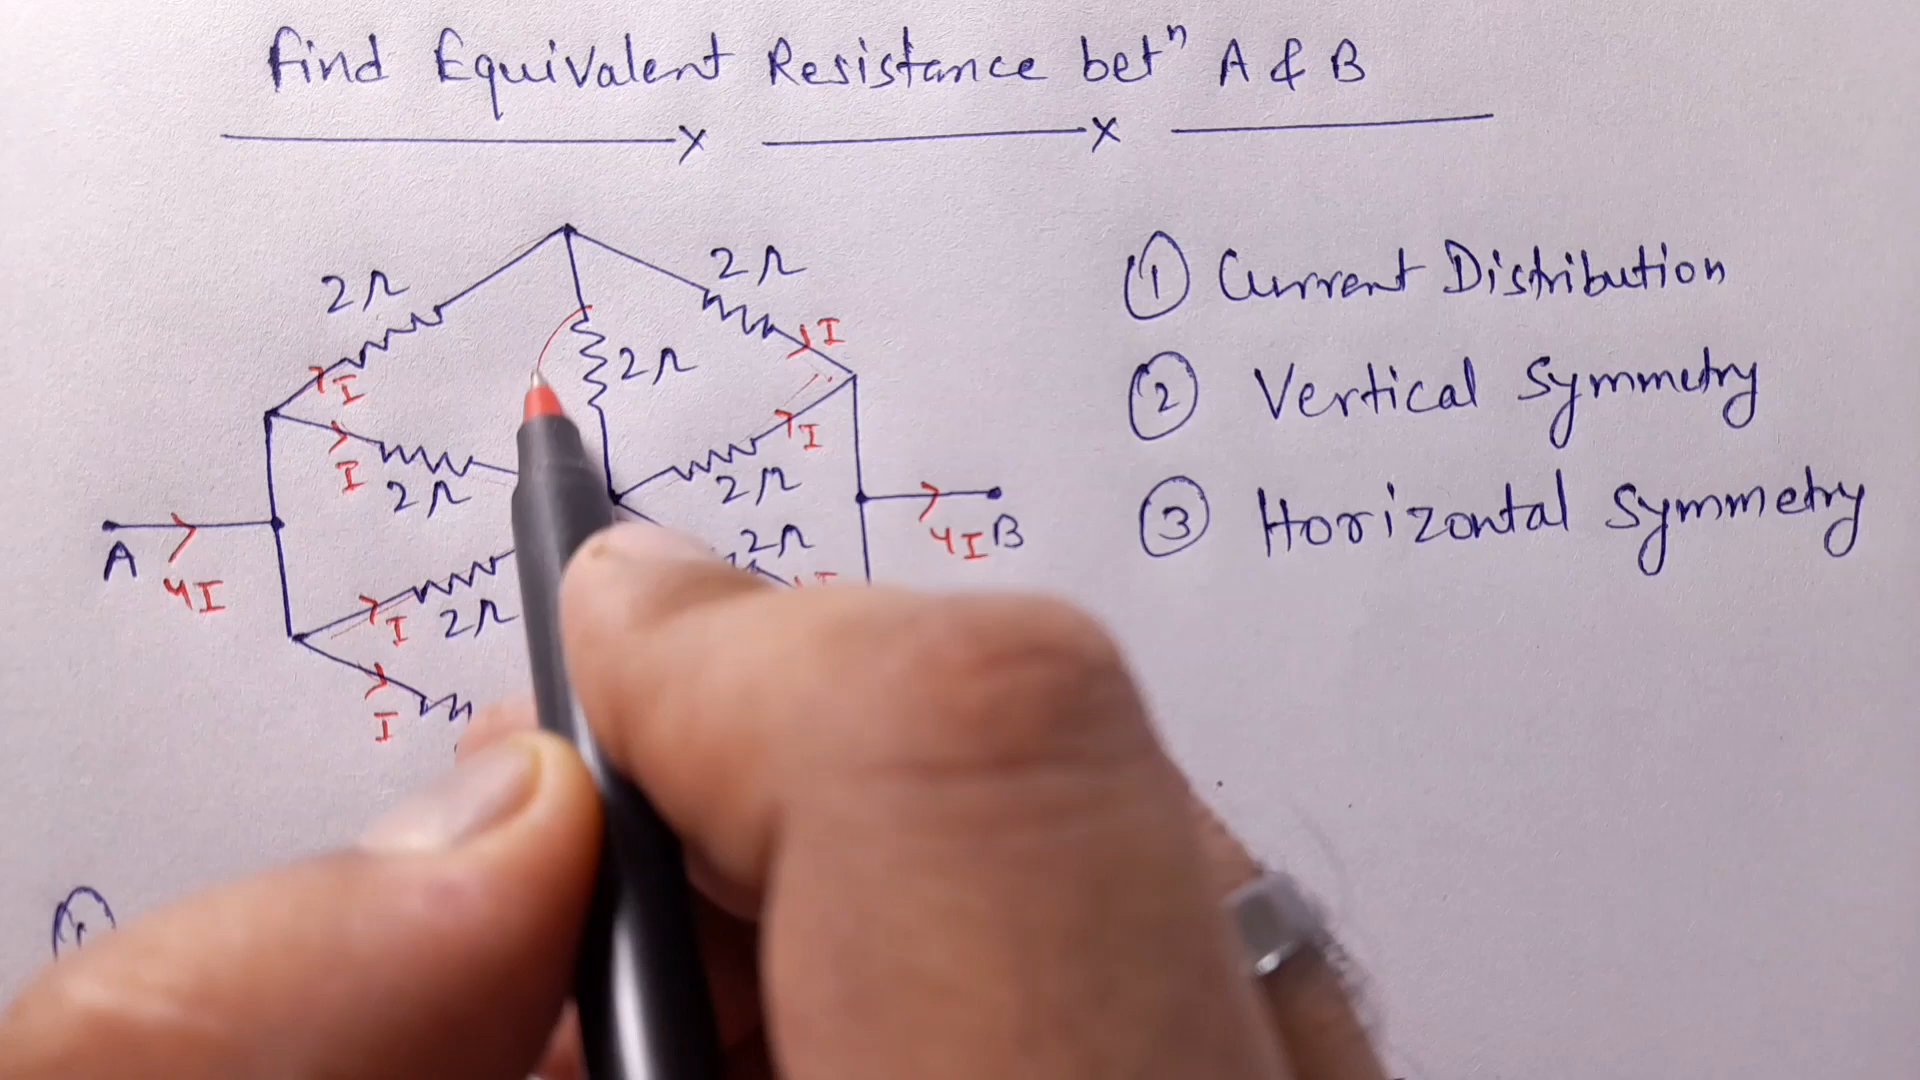 Find Equivalent Resistance betⁿ A & B
x x
2Ω 2Ω
I
2Ω
I
I
I
I
2Ω 2Ω
2Ω
A 4I
4I B
I 2Ω
I
I
① Current Distribution
② Vertical Symmetry
③ Horizontal Symmetry